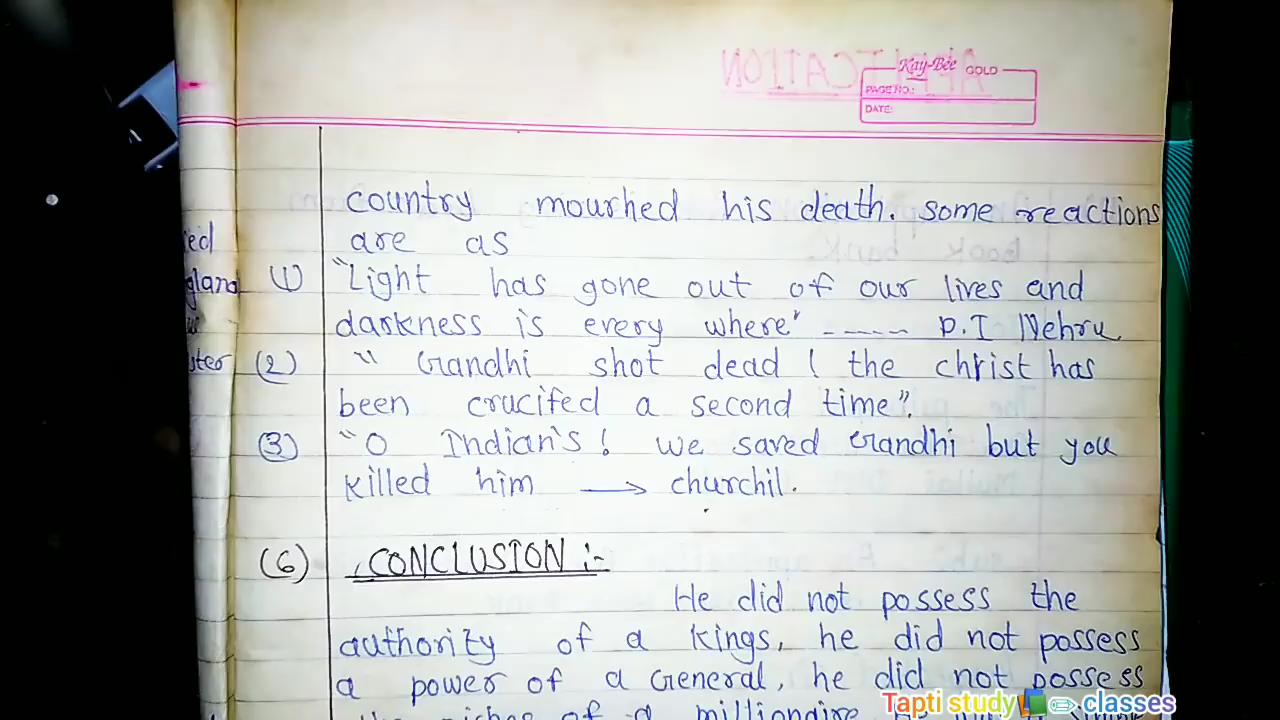 Kay-Bee GOLD
PAGE NO.:
DATE:
country mourhed his death. some reactions
are as
(1) "Light has gone out of our lives and
darkness is every where" ----- P.I Nehru.
(2) " Gandhi shot dead ( the christ has
been crucifed a second time".
(3) "O Indian's! we saved Gandhi but you
killed him → churchil.
(6) CONCLUSION :-
He did not possess the
authority of a kings, he did not possess
a power of a General, he did not possess
of a millionaire.
Tapti study classes